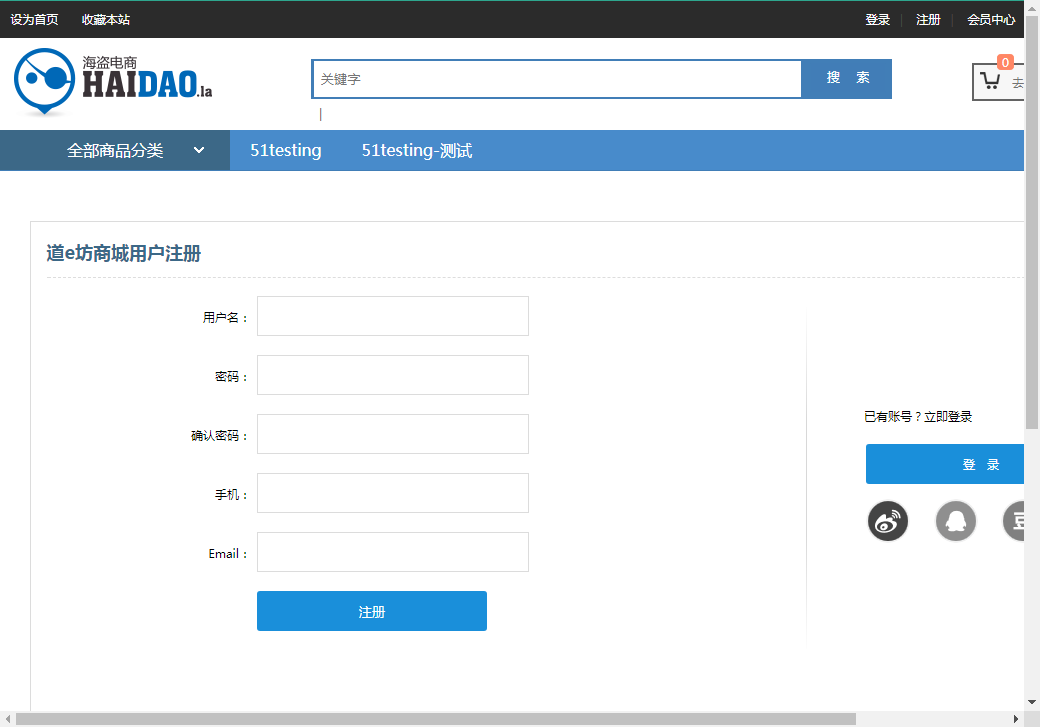 设为首页 收藏本站 登录 注册 会员中心
海盗电商
HAIDAO.la
关键字 搜 索
0
去
全部商品分类 51testing 51testing-测试
道e坊商城用户注册
用户名：
密码：
确认密码：
手机：
Email：
注册
已有账号？立即登录
登 录
豆